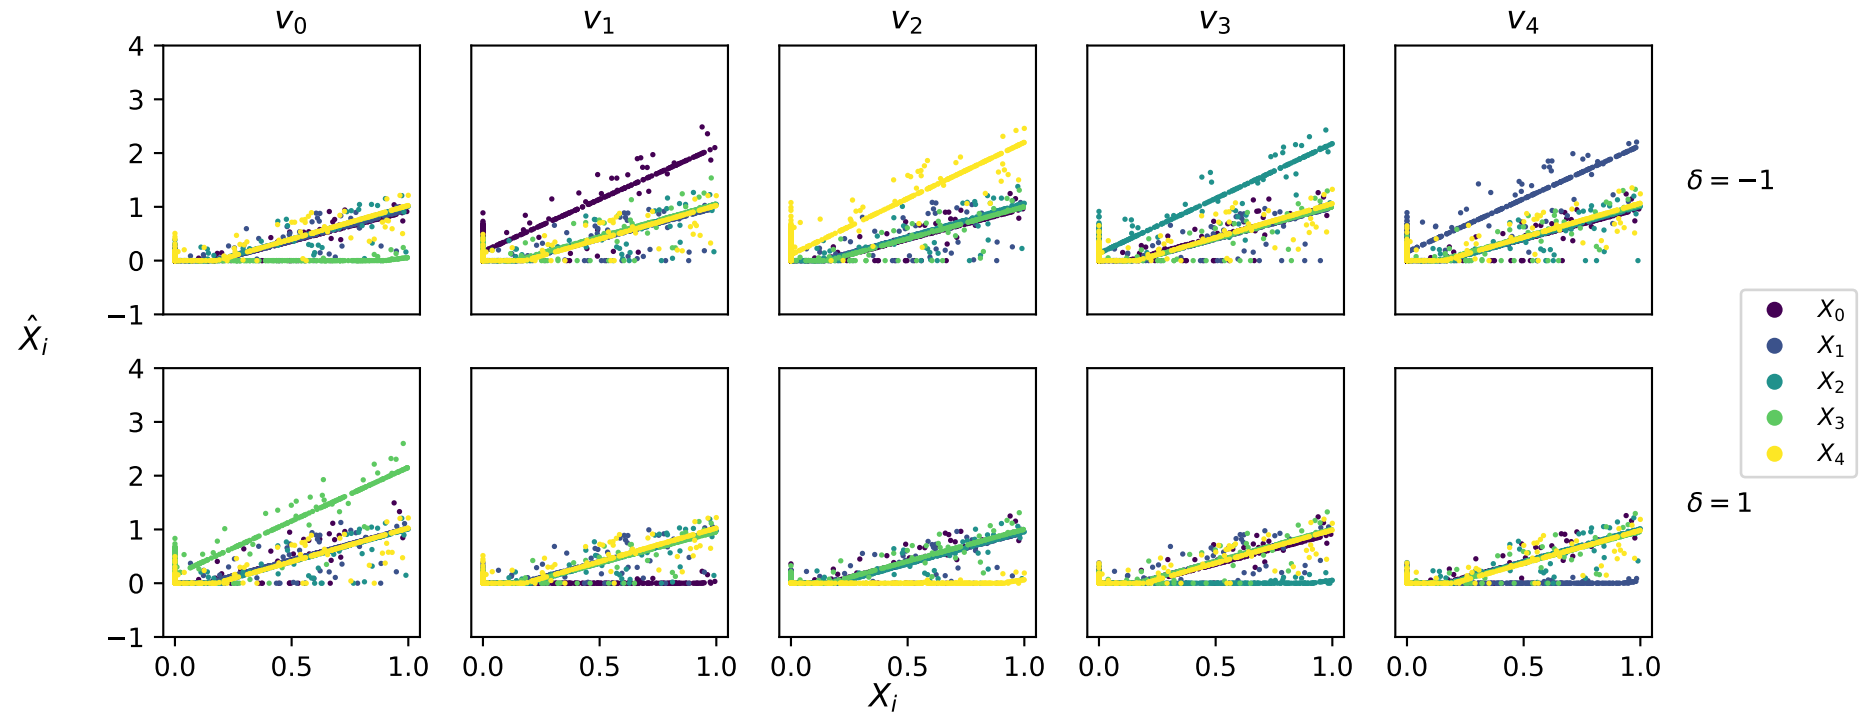 v₀ v₁ v₂ v₃ v₄
4
3
2
1
0
−1
δ = −1
X̂ᵢ
X₀
X₁
X₂
X₃
X₄
4
3
2
1
0
−1
δ = 1
0.0 0.5 1.0 0.0 0.5 1.0 0.0 0.5 1.0 0.0 0.5 1.0 0.0 0.5 1.0
Xᵢ